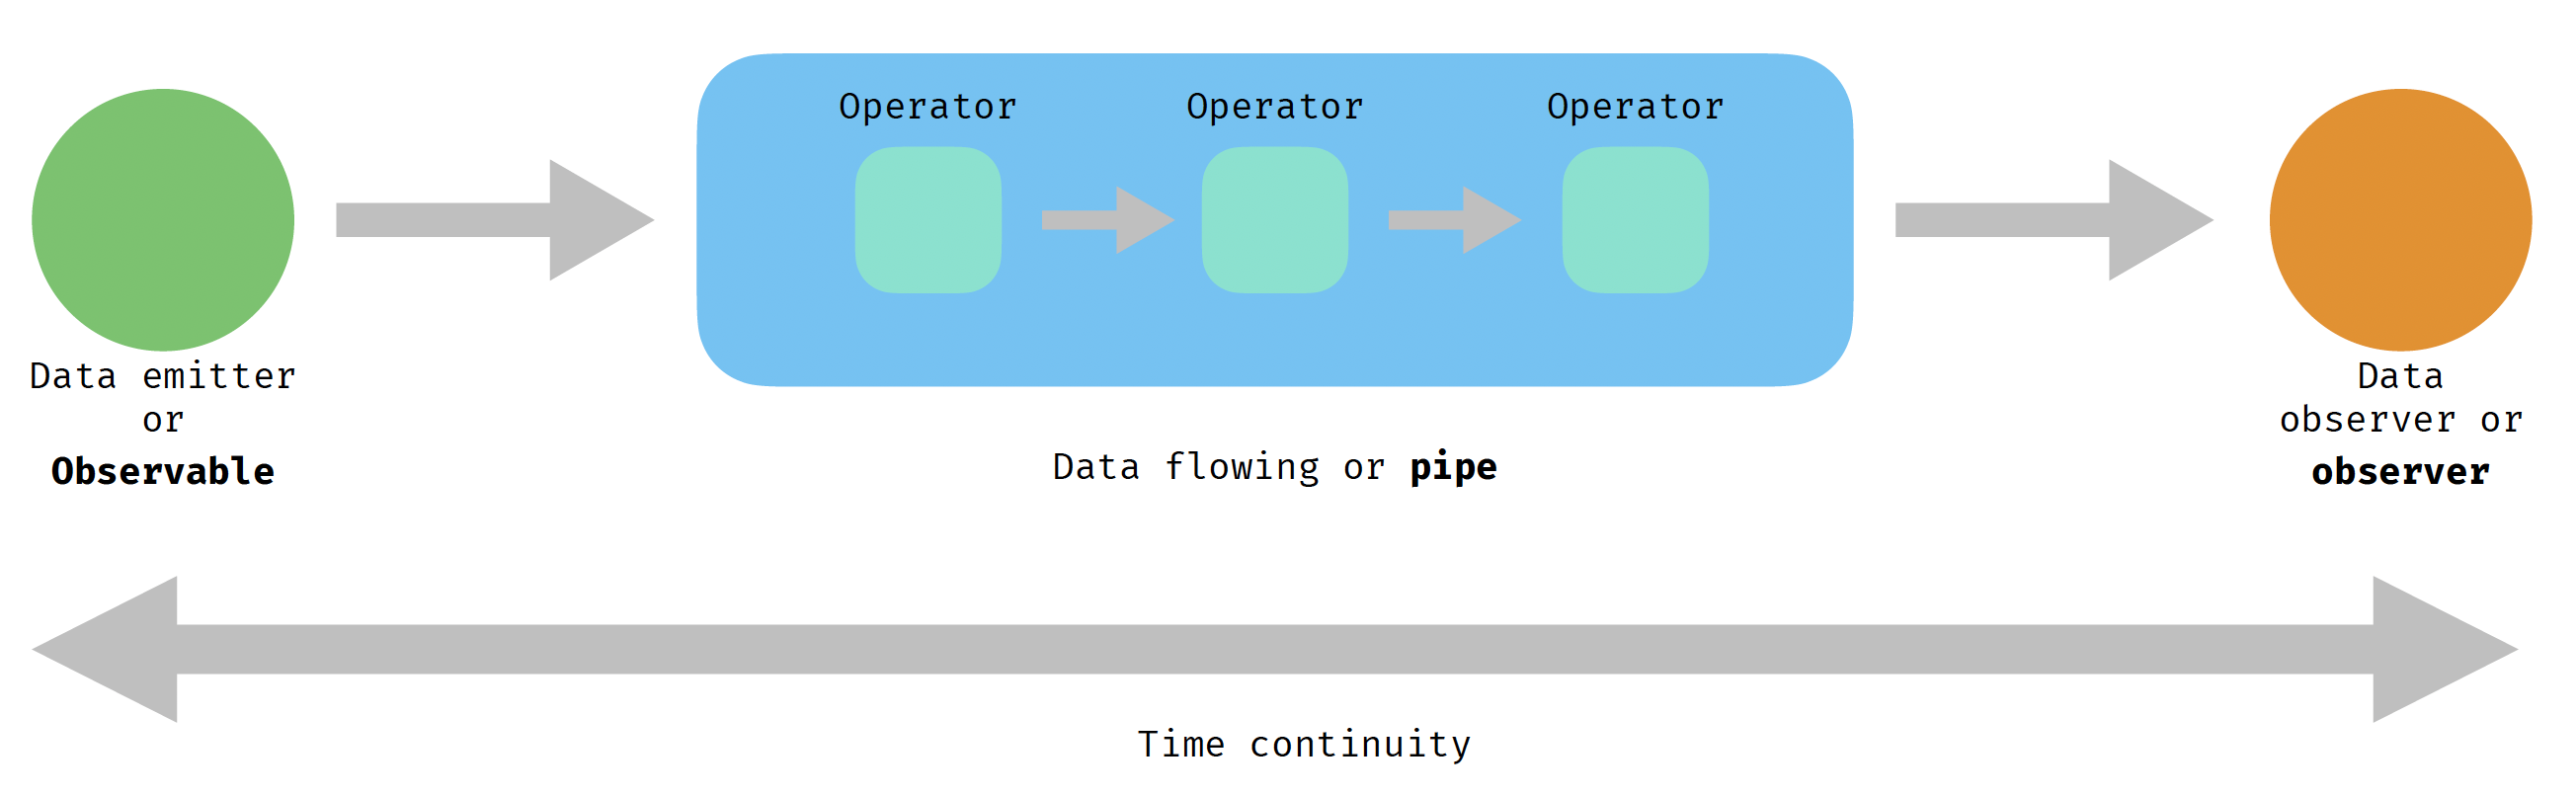 Operator
Operator
Operator
Data emitter
or
Observable
Data flowing or pipe
Data
observer or
observer
Time continuity